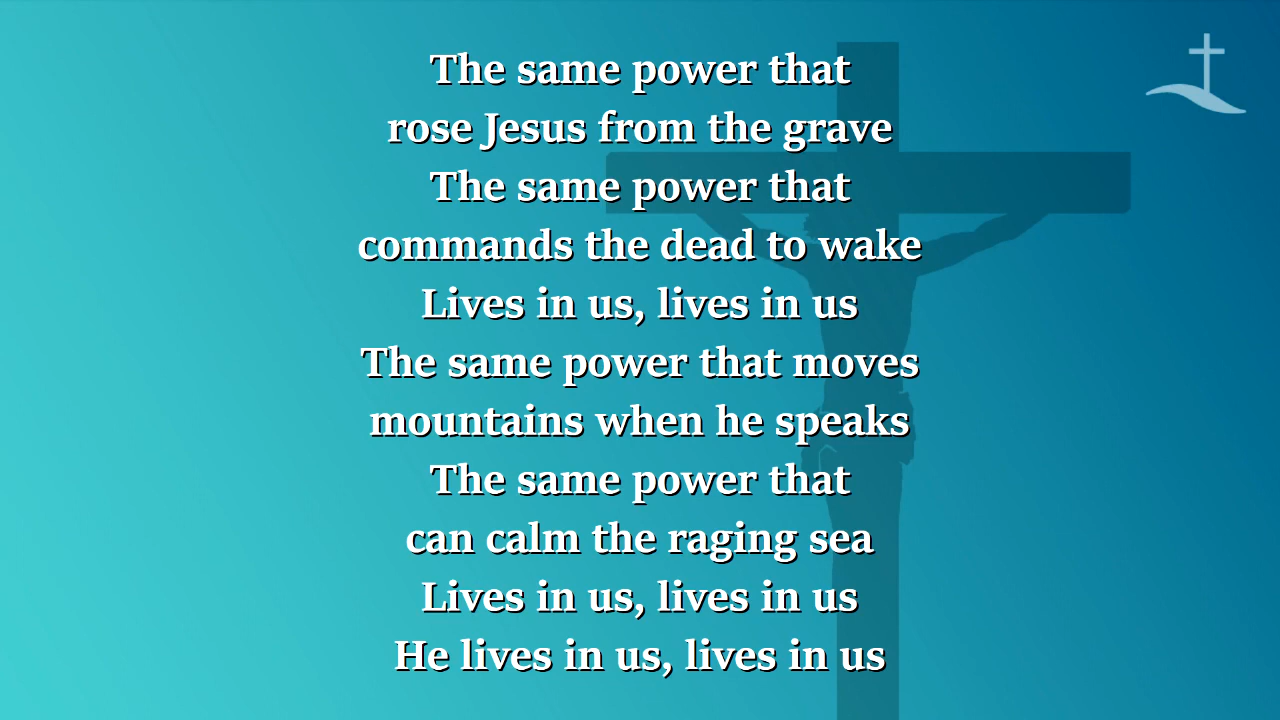 The same power that
rose Jesus from the grave
The same power that
commands the dead to wake
Lives in us, lives in us
The same power that moves
mountains when he speaks
The same power that
can calm the raging sea
Lives in us, lives in us
He lives in us, lives in us